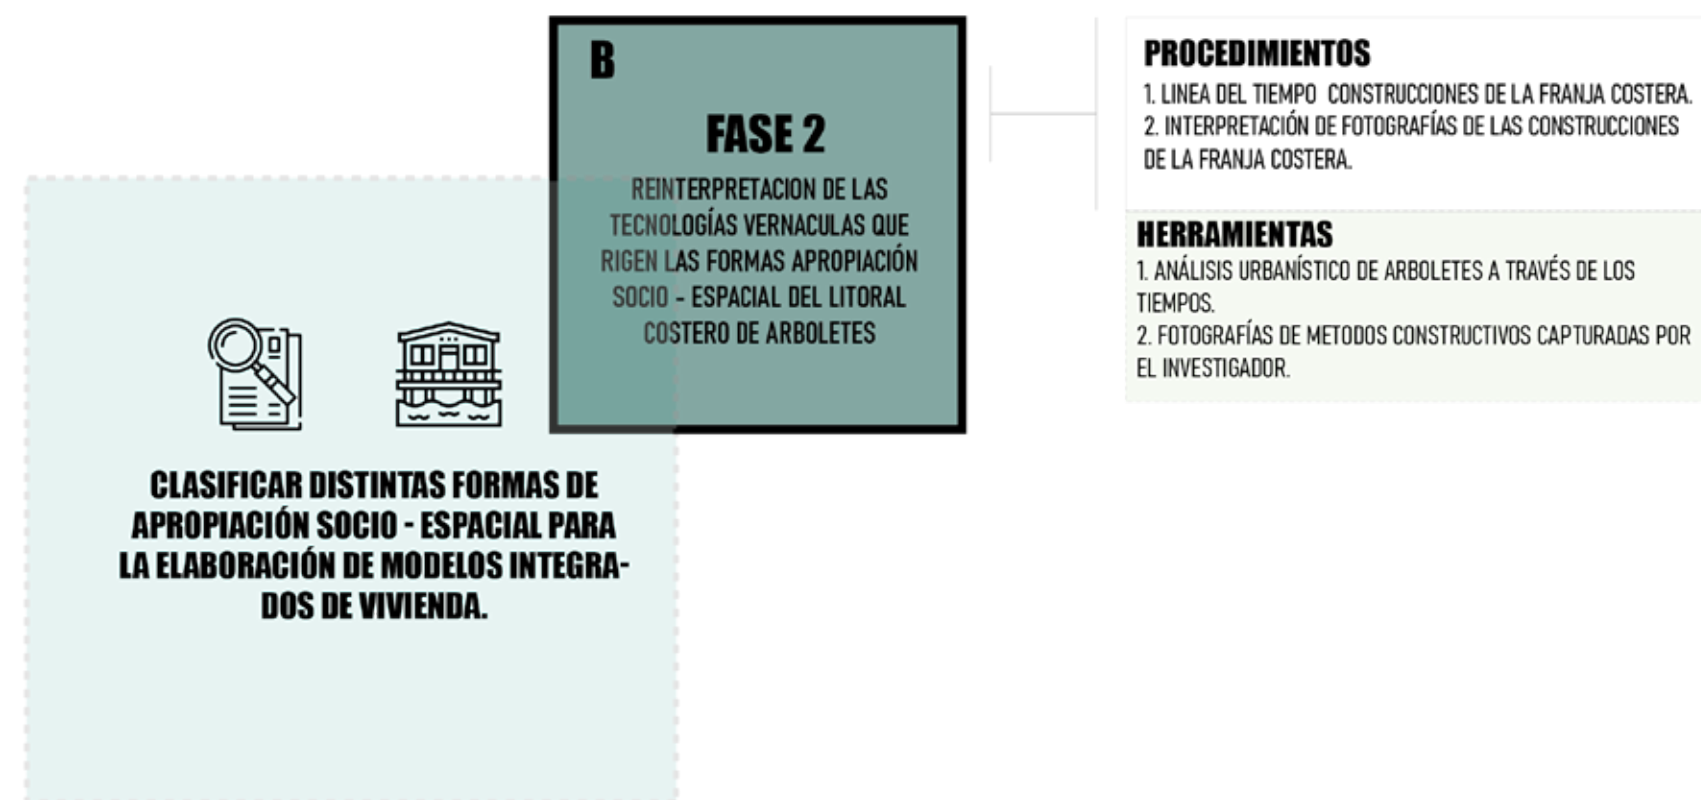 B
FASE 2
REINTERPRETACION DE LAS
TECNOLOGÍAS VERNACULAS QUE
RIGEN LAS FORMAS APROPIACIÓN
SOCIO - ESPACIAL DEL LITORAL
COSTERO DE ARBOLETES
PROCEDIMIENTOS
1. LINEA DEL TIEMPO CONSTRUCCIONES DE LA FRANJA COSTERA.
2. INTERPRETACIÓN DE FOTOGRAFÍAS DE LAS CONSTRUCCIONES
DE LA FRANJA COSTERA.
HERRAMIENTAS
1. ANÁLISIS URBANÍSTICO DE ARBOLETES A TRAVÉS DE LOS
TIEMPOS.
2. FOTOGRAFÍAS DE METODOS CONSTRUCTIVOS CAPTURADAS POR
EL INVESTIGADOR.
CLASIFICAR DISTINTAS FORMAS DE
APROPIACIÓN SOCIO - ESPACIAL PARA
LA ELABORACIÓN DE MODELOS INTEGRA-
DOS DE VIVIENDA.